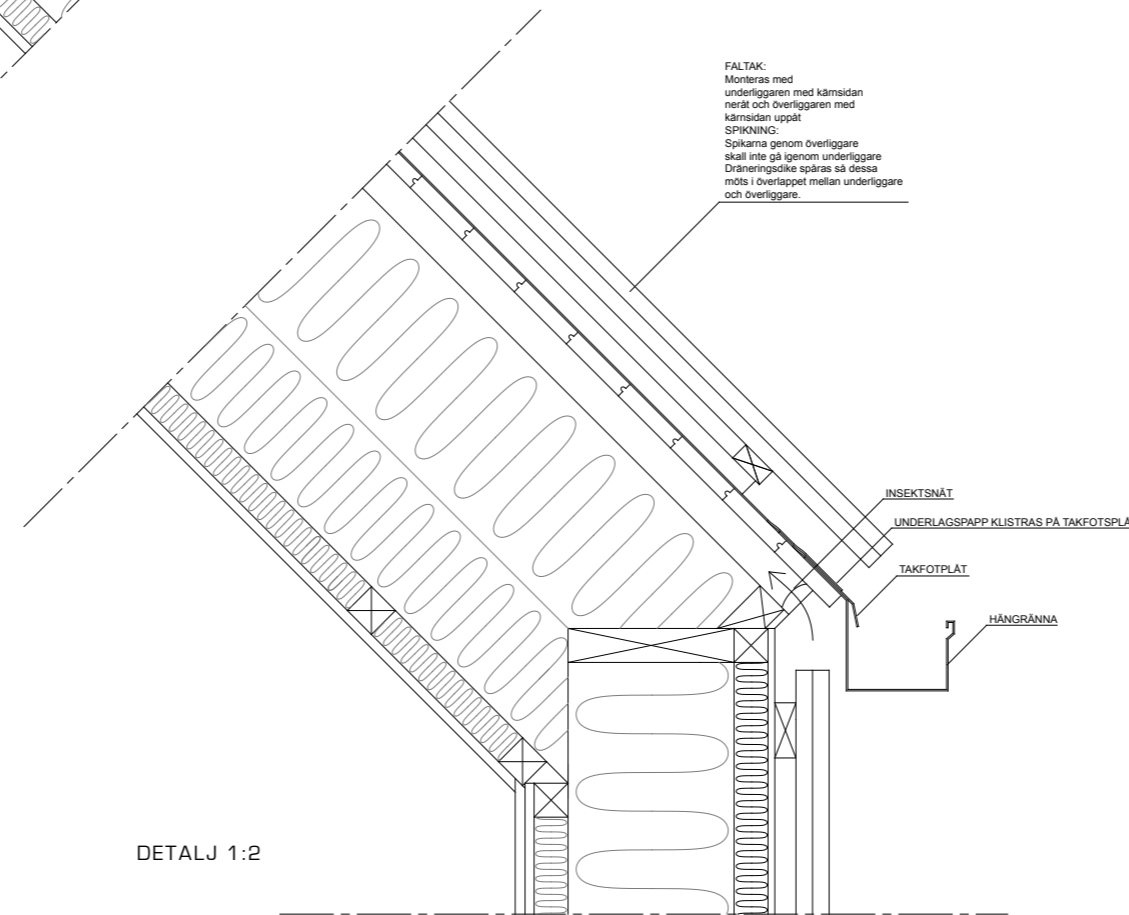 FALTAK:
Monteras med
underliggaren med kärnsidan
neråt och överliggaren med
kärnsidan uppåt
SPIKNING:
Spikarna genom överliggare
skall inte gå igenom underliggare
Dräneringsdike spåras så dessa
möts i överlappet mellan underliggare
och överliggare.
INSEKTSNÄT
UNDERLAGSPAPP KLISTRAS PÅ TAKFOTSPLÅ
TAKFOTPLÅT
HÄNGRÄNNA
DETALJ 1:2